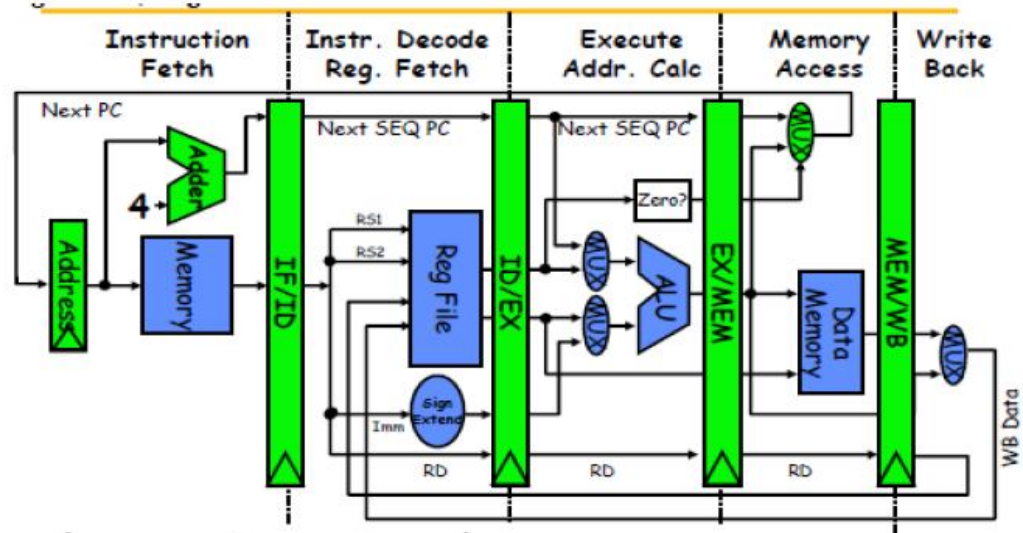 Instruction Fetch
Instr. Decode Reg. Fetch
Execute Addr. Calc
Memory Access
Write Back
Next PC
Next SEQ PC
Next SEQ PC
MUX
Adder
4
Zero?
RS1
RS2
Address
Memory
IF/ID
Reg File
ID/EX
MUX
MUX
ALU
EX/MEM
Data Memory
MEM/WB
MUX
Sign Extend
Imm
RD
RD
RD
WB Data